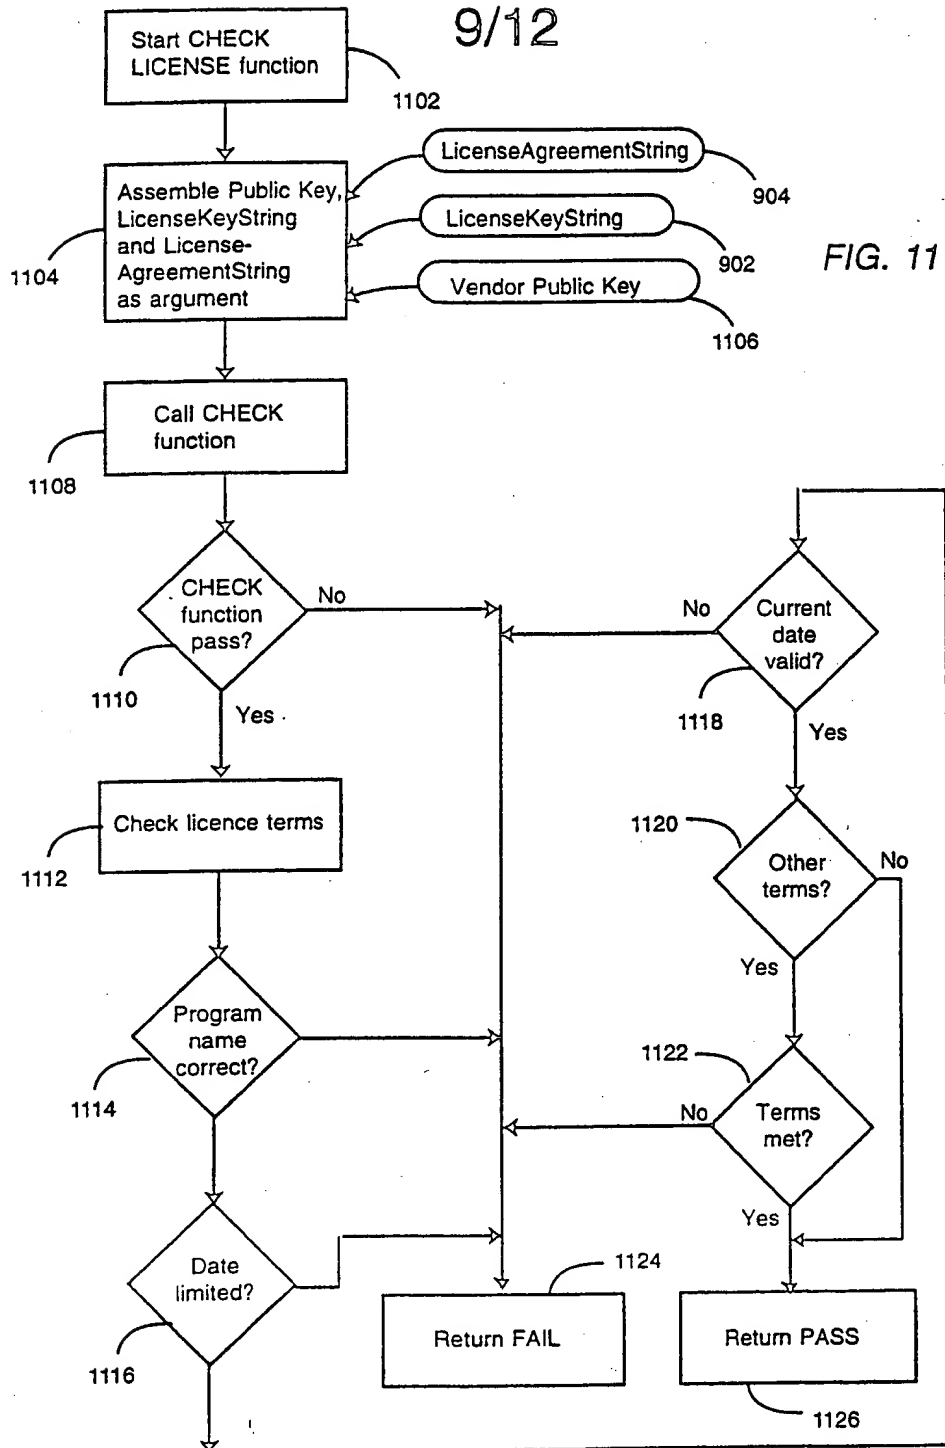 9/12
Start CHECK
LICENSE function
1102
LicenseAgreementString
904
Assemble Public Key,
LicenseKeyString
and License-
AgreementString
as argument
1104
LicenseKeyString
902
FIG. 11
Vendor Public Key
1106
Call CHECK
function
1108
CHECK
function
pass?
No
1110
Yes
Current
date
valid?
No
1118
Yes
Check licence terms
1112
1120
Other
terms?
No
Yes
Program
name
correct?
1114
1122
Terms
met?
No
Yes
Date
limited?
1116
1124
Return FAIL
Return PASS
1126